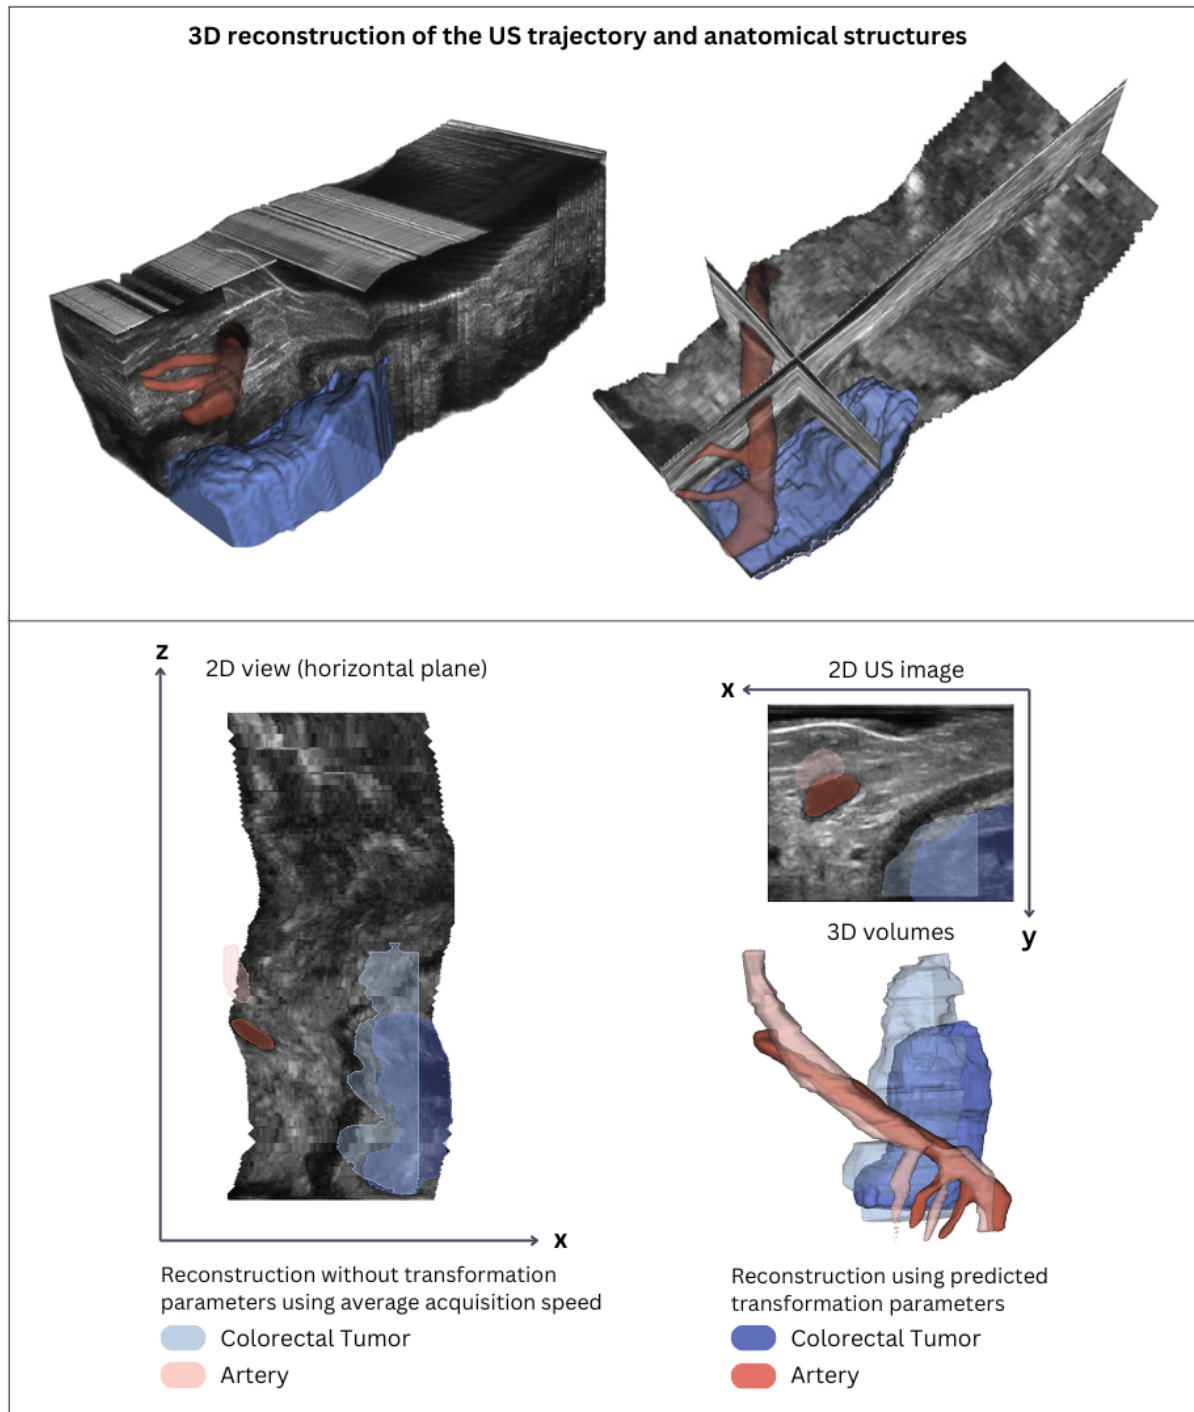 3D reconstruction of the US trajectory and anatomical structures
z
2D view (horizontal plane)
x
2D US image
x
y
3D volumes
Reconstruction without transformation
parameters using average acquisition speed
Colorectal Tumor
Artery
Reconstruction using predicted
transformation parameters
Colorectal Tumor
Artery